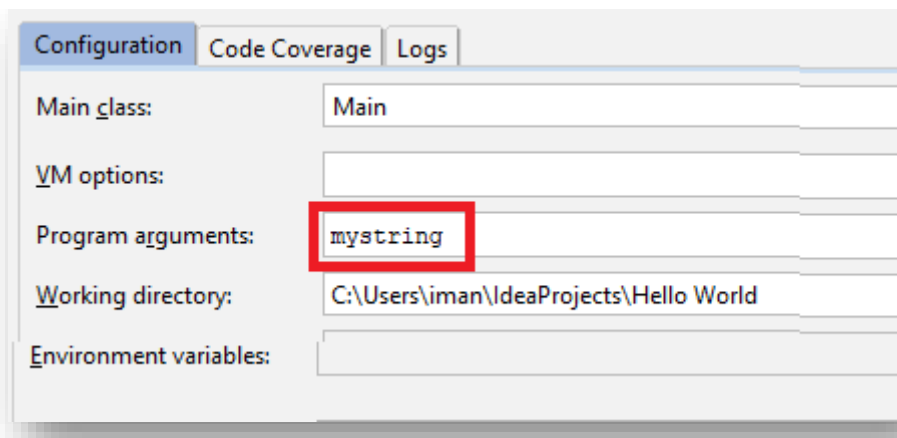 Configuration Code Coverage Logs
Main class: Main
VM options:
Program arguments: mystring
Working directory: C:\Users\iman\IdeaProjects\Hello World
Environment variables: